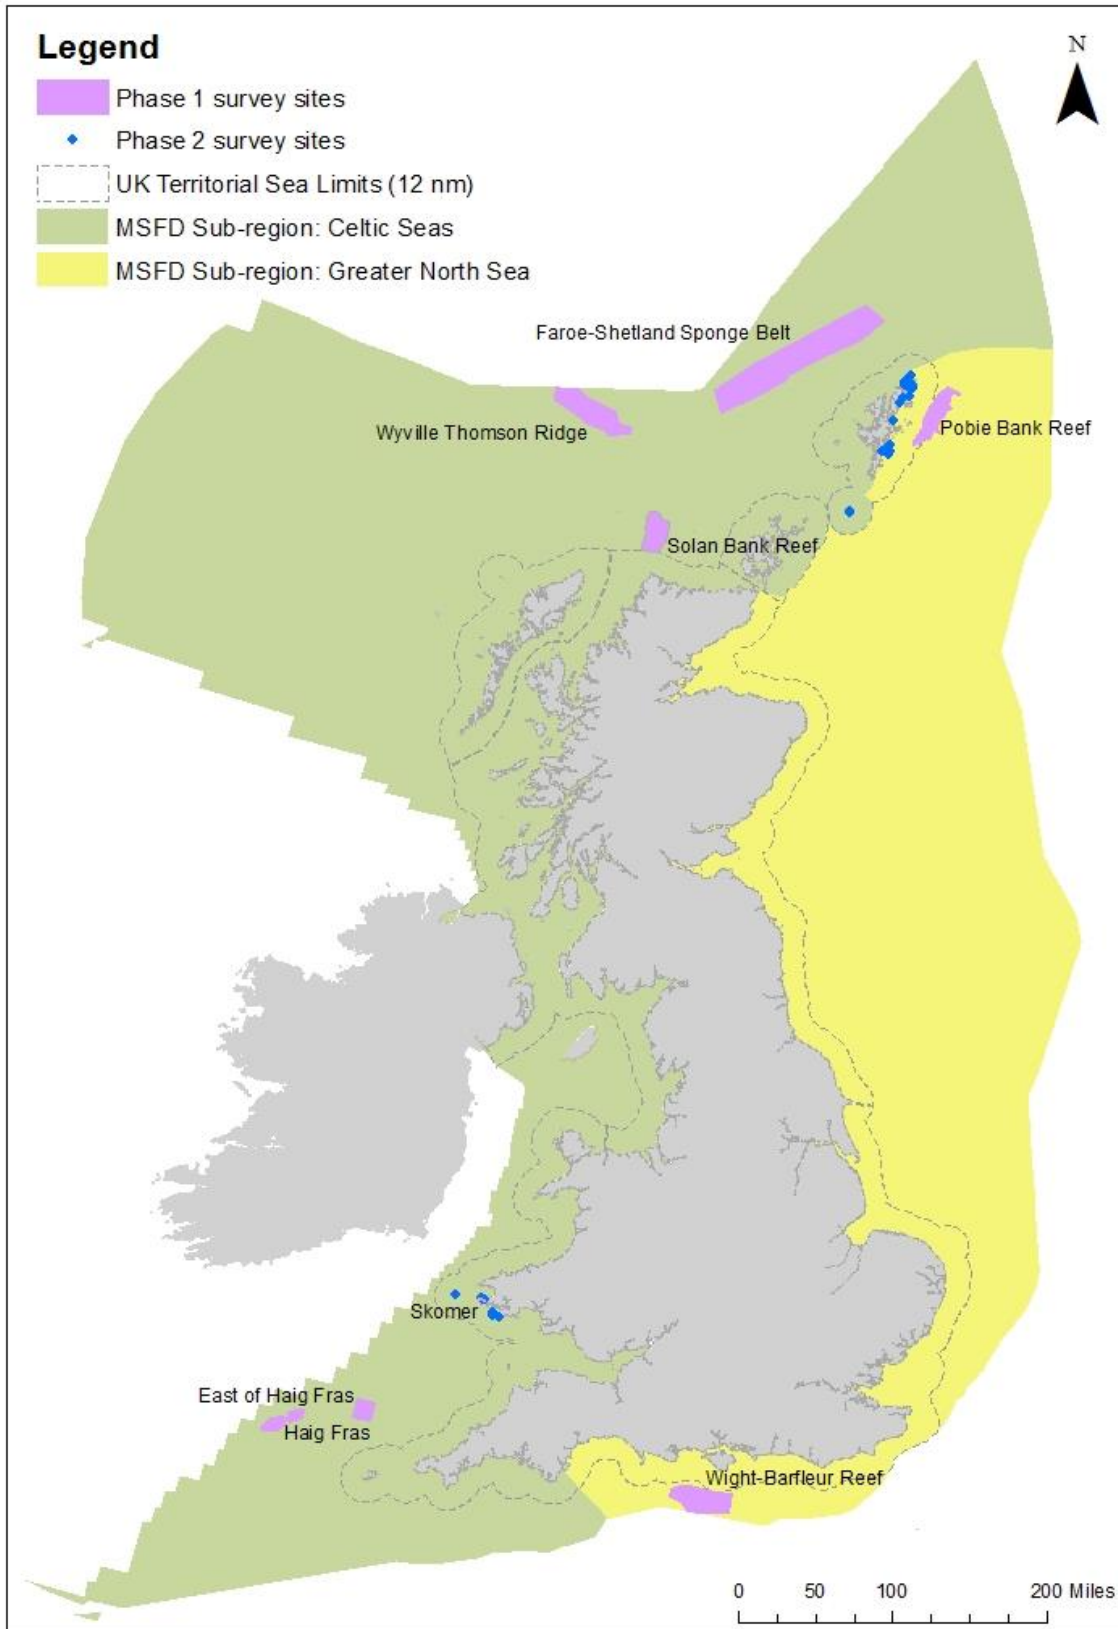 Legend
Phase 1 survey sites
Phase 2 survey sites
UK Territorial Sea Limits (12 nm)
MSFD Sub-region: Celtic Seas
MSFD Sub-region: Greater North Sea
N
Faroe-Shetland Sponge Belt
Wyville Thomson Ridge
Pobie Bank Reef
Solan Bank Reef
Skomer
East of Haig Fras
Haig Fras
Wight-Barfleur Reef
0 50 100 200 Miles